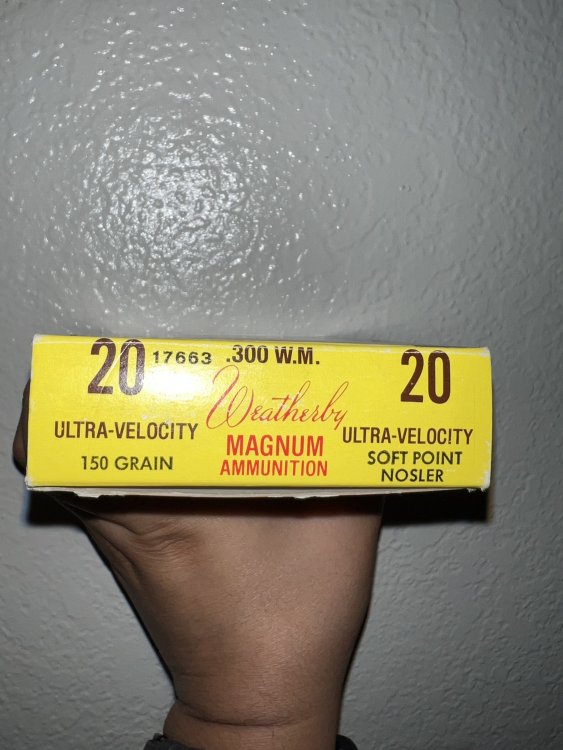 20 17663 .300 W.M. 20
Weatherby
ULTRA-VELOCITY MAGNUM ULTRA-VELOCITY
150 GRAIN AMMUNITION SOFT POINT
NOSLER